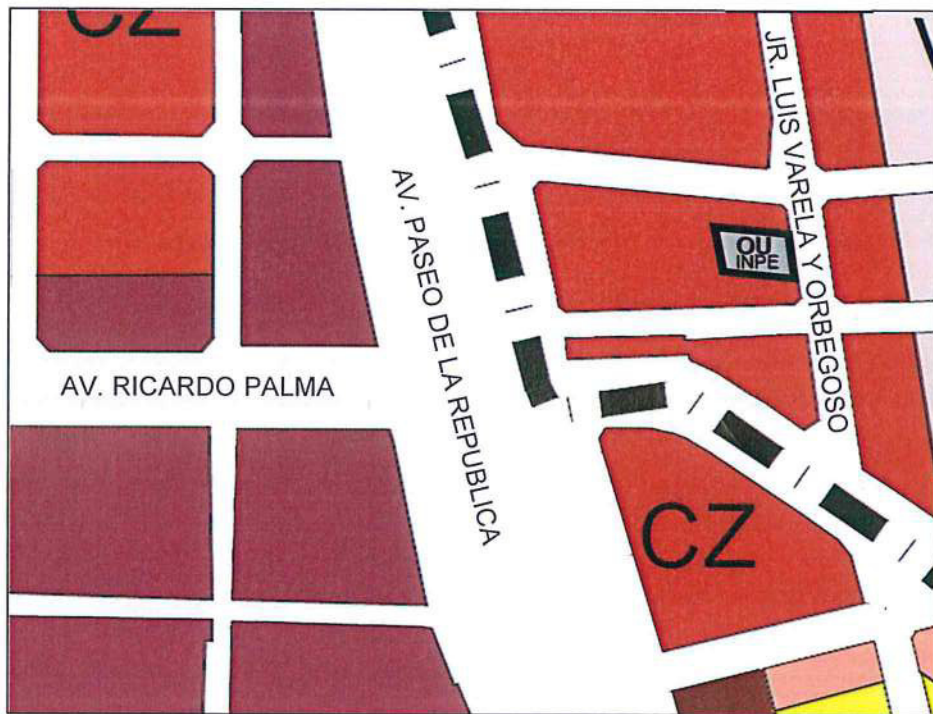 CZ
JR. LUIS VARELA Y ORBEGOSO
AV. PASEO DE LA REPUBLICA
OU
INPE
AV. RICARDO PALMA
CZ